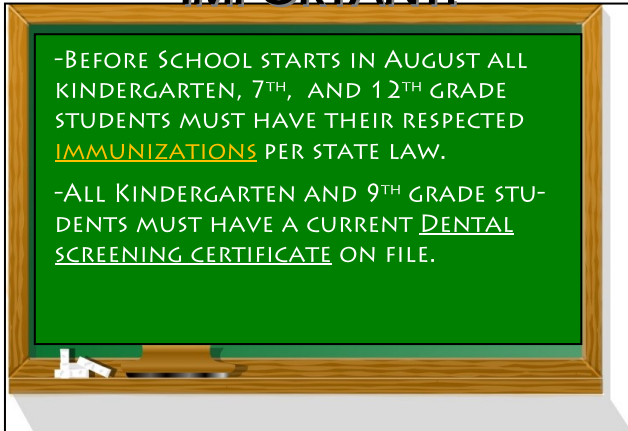 IMPORTANT!
-Before School starts in August all
kindergarten, 7th, and 12th grade
students must have their respected
immunizations per state law.
-All Kindergarten and 9th grade stu-
dents must have a current Dental
screening certificate on file.